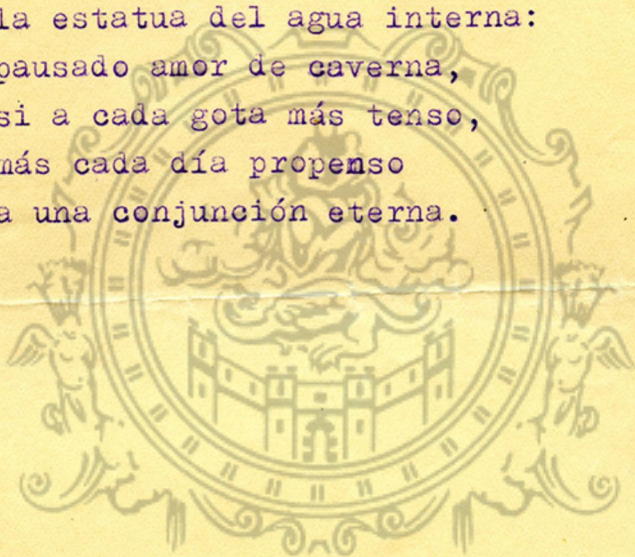 la estatua del agua interna:
pausado amor de caverna,
si a cada gota más tenso,
más cada día propenso
a una conjunción eterna.